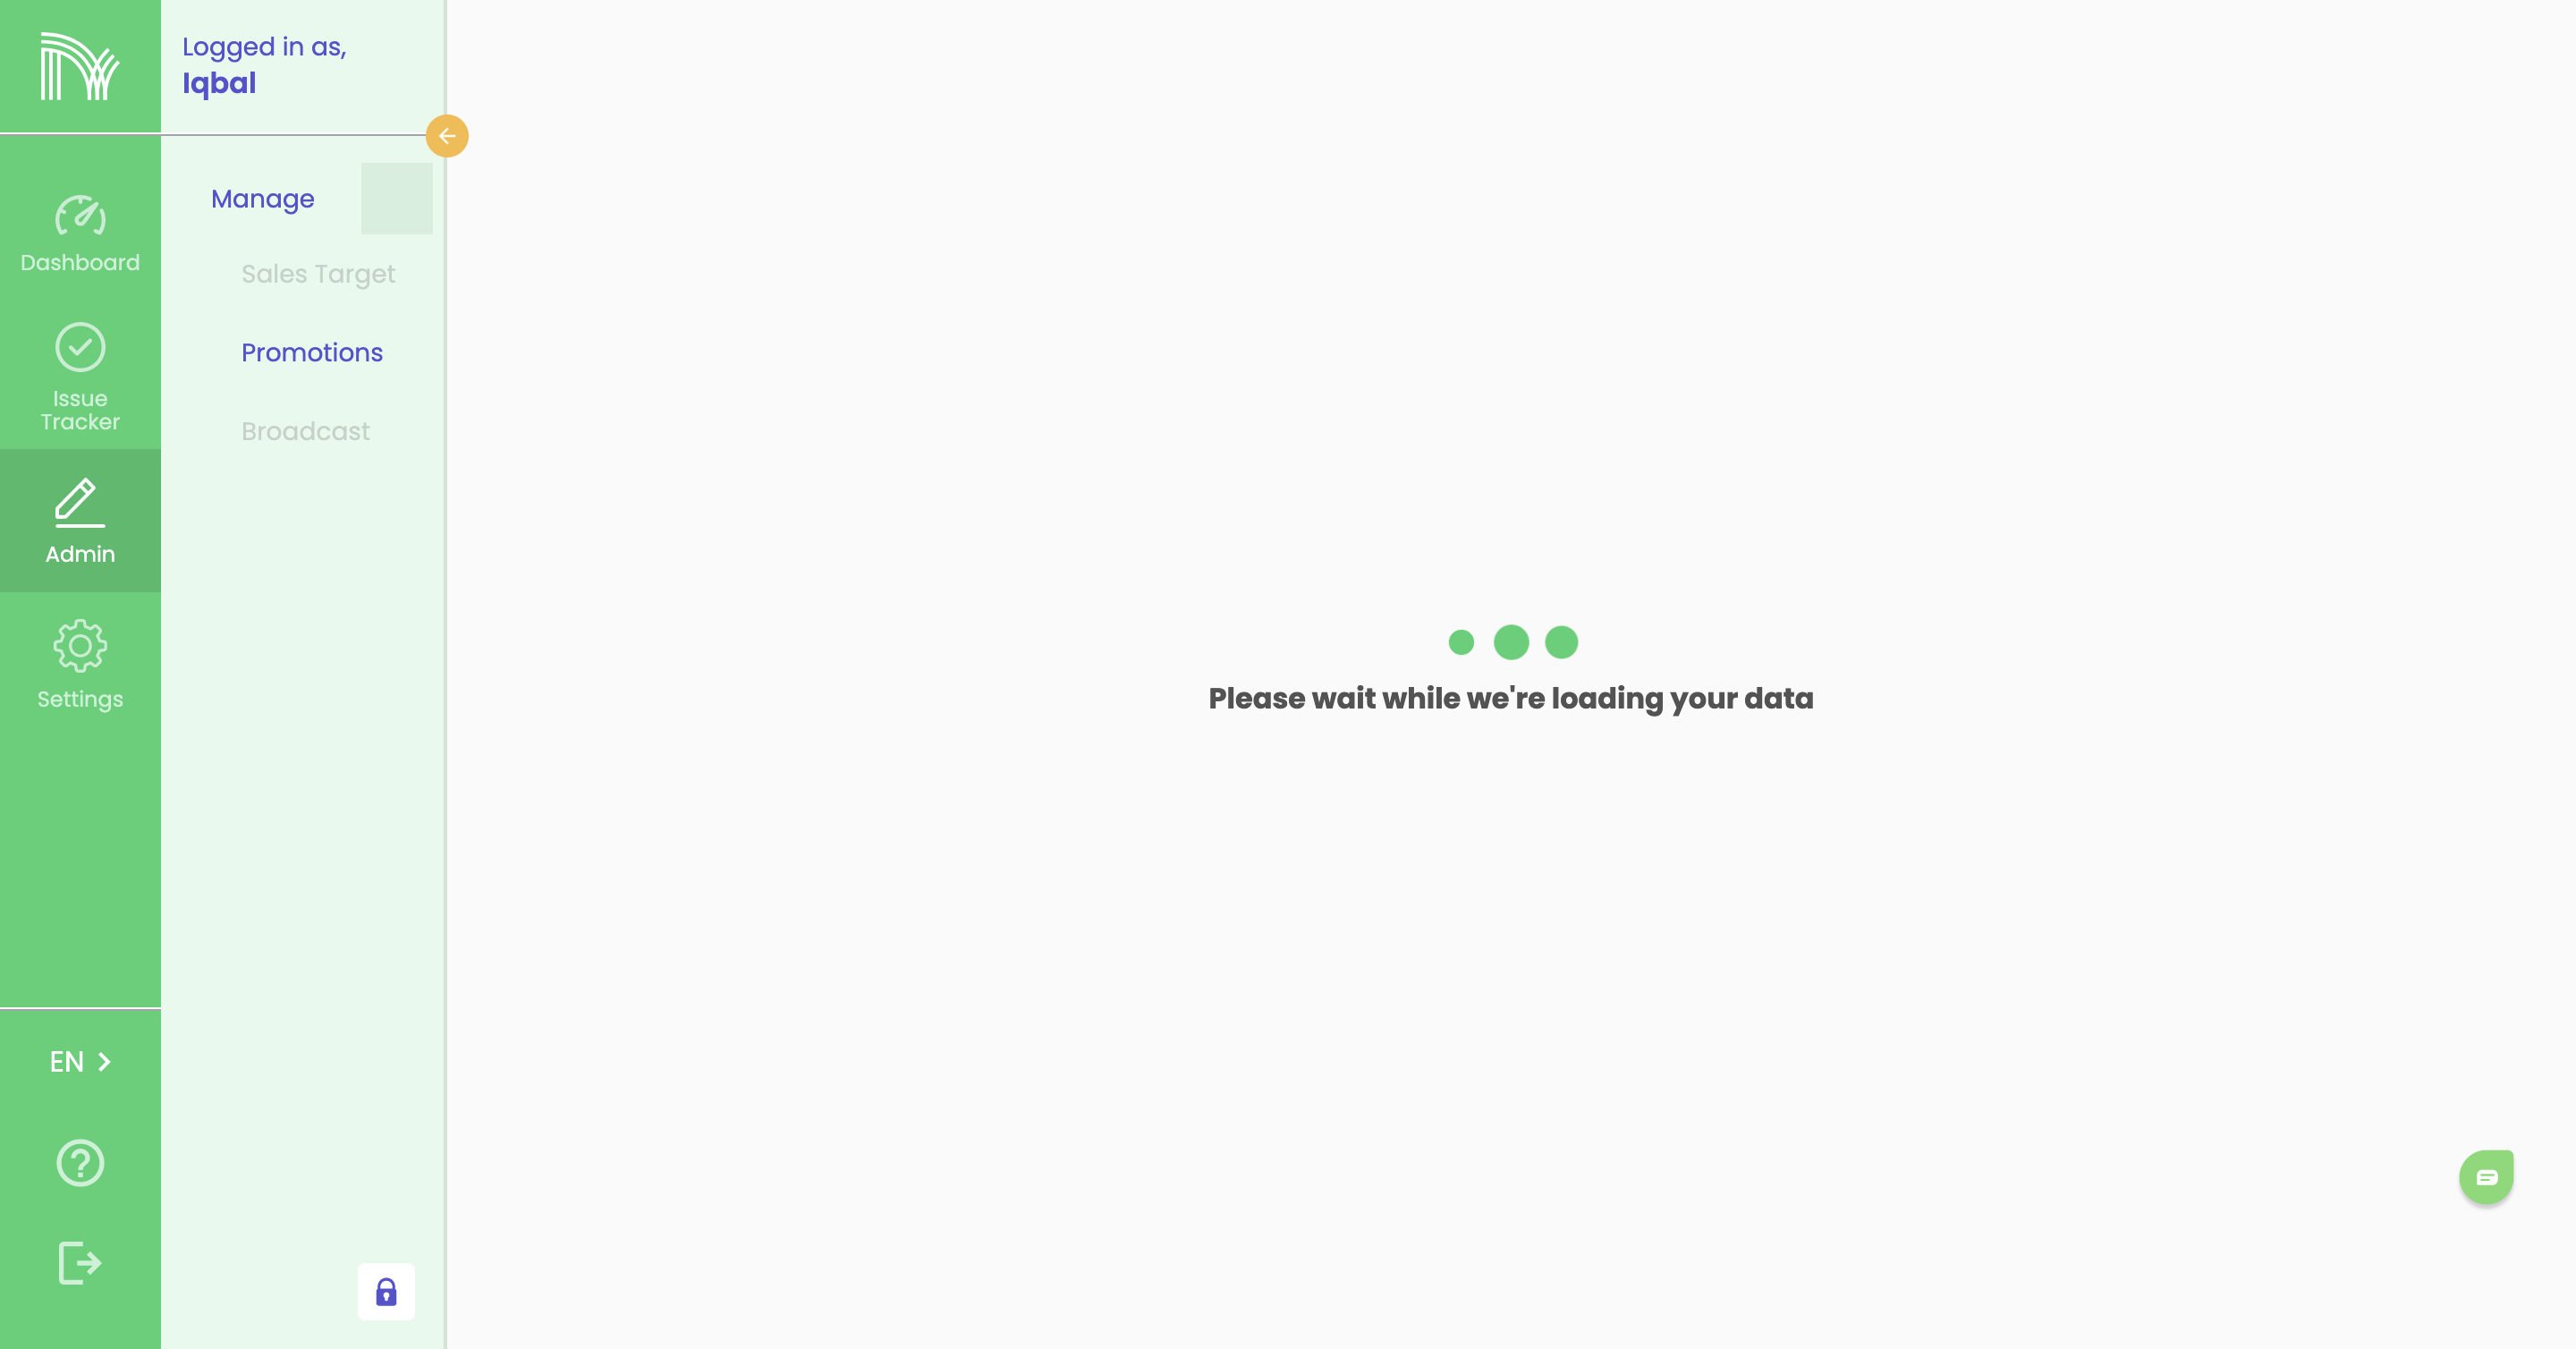 Logged in as,
Iqbal
Dashboard
Issue
Tracker
Admin
Settings
EN
Manage
Sales Target
Promotions
Broadcast
Please wait while we're loading your data